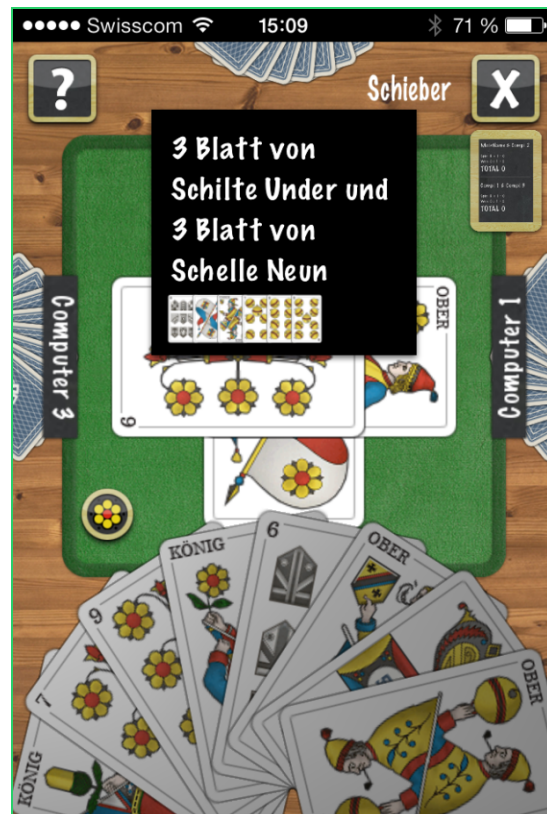 Swisscom 15:09 71 %
?
Schieber
X
3 Blatt von
Schilte Under und
3 Blatt von
Schelle Neun
TOTAL 0
TOTAL 0
Computer 3
Computer 1
OBER
6
KÖNIG
6
OBER
9
7
OBER
KÖNIG